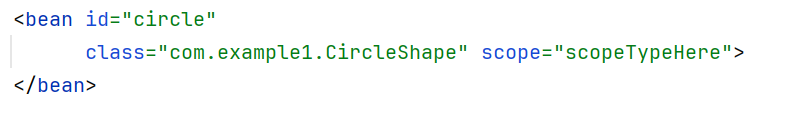 <bean id="circle"
class="com.example1.CircleShape" scope="scopeTypeHere">
</bean>